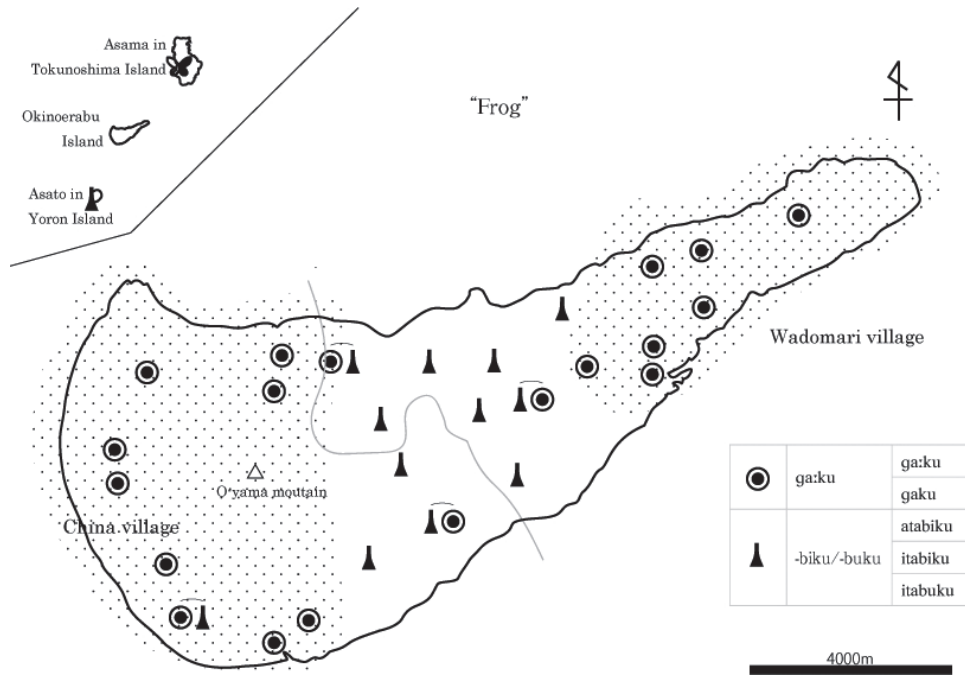 Asama in
Tokunoshima Island
Okinoerabu
Island
Asato in
Yoron Island
"Frog"
Wadomari village
O'yama moutain
China village
ga:ku
ga:ku
gaku
-biku/-buku
atabiku
itabiku
itabuku
4000m